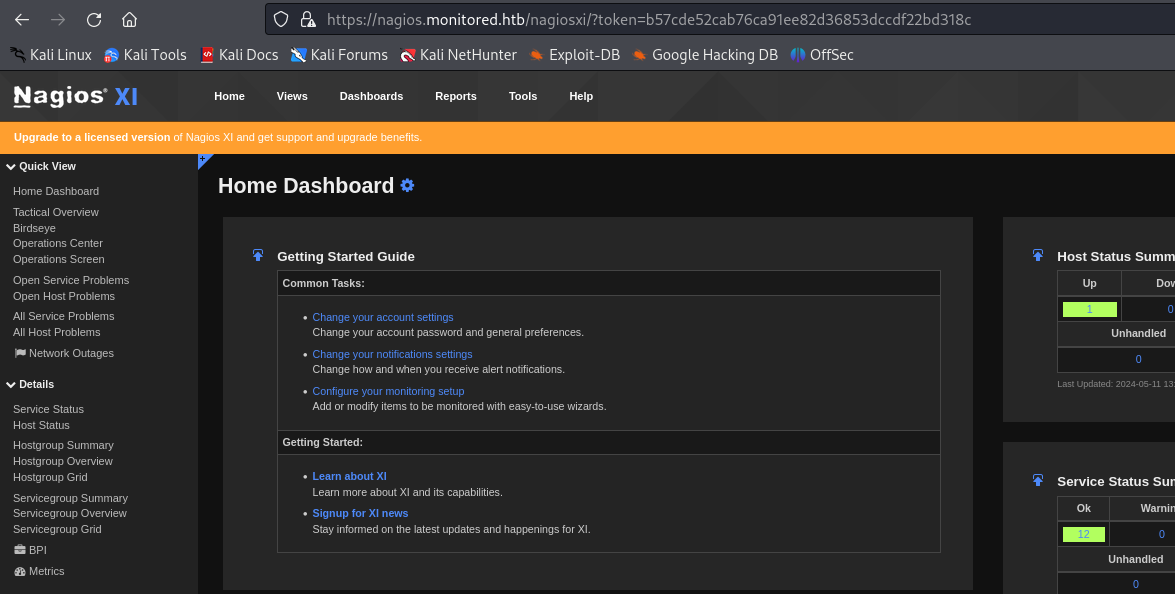 https://nagios.monitored.htb/nagiosxi/?token=b57cde52cab76ca91ee82d36853dccdf22bd318c
Kali Linux Kali Tools Kali Docs Kali Forums Kali NetHunter Exploit-DB Google Hacking DB OffSec
Nagios® XI Home Views Dashboards Reports Tools Help
Upgrade to a licensed version of Nagios XI and get support and upgrade benefits.
Quick View
Home Dashboard
Tactical Overview
Birdseye
Operations Center
Operations Screen
Open Service Problems
Open Host Problems
All Service Problems
All Host Problems
Network Outages
Details
Service Status
Host Status
Hostgroup Summary
Hostgroup Overview
Hostgroup Grid
Servicegroup Summary
Servicegroup Overview
Servicegroup Grid
BPI
Metrics
Home Dashboard
Getting Started Guide
Common Tasks:
• Change your account settings
Change your account password and general preferences.
• Change your notifications settings
Change how and when you receive alert notifications.
• Configure your monitoring setup
Add or modify items to be monitored with easy-to-use wizards.
Getting Started:
• Learn about XI
Learn more about XI and its capabilities.
• Signup for XI news
Stay informed on the latest updates and happenings for XI.
Host Status Summ
Up Dow
1 0
Unhandled
0
Last Updated: 2024-05-11 13:
Service Status Sum
Ok Warnin
12 0
Unhandled
0